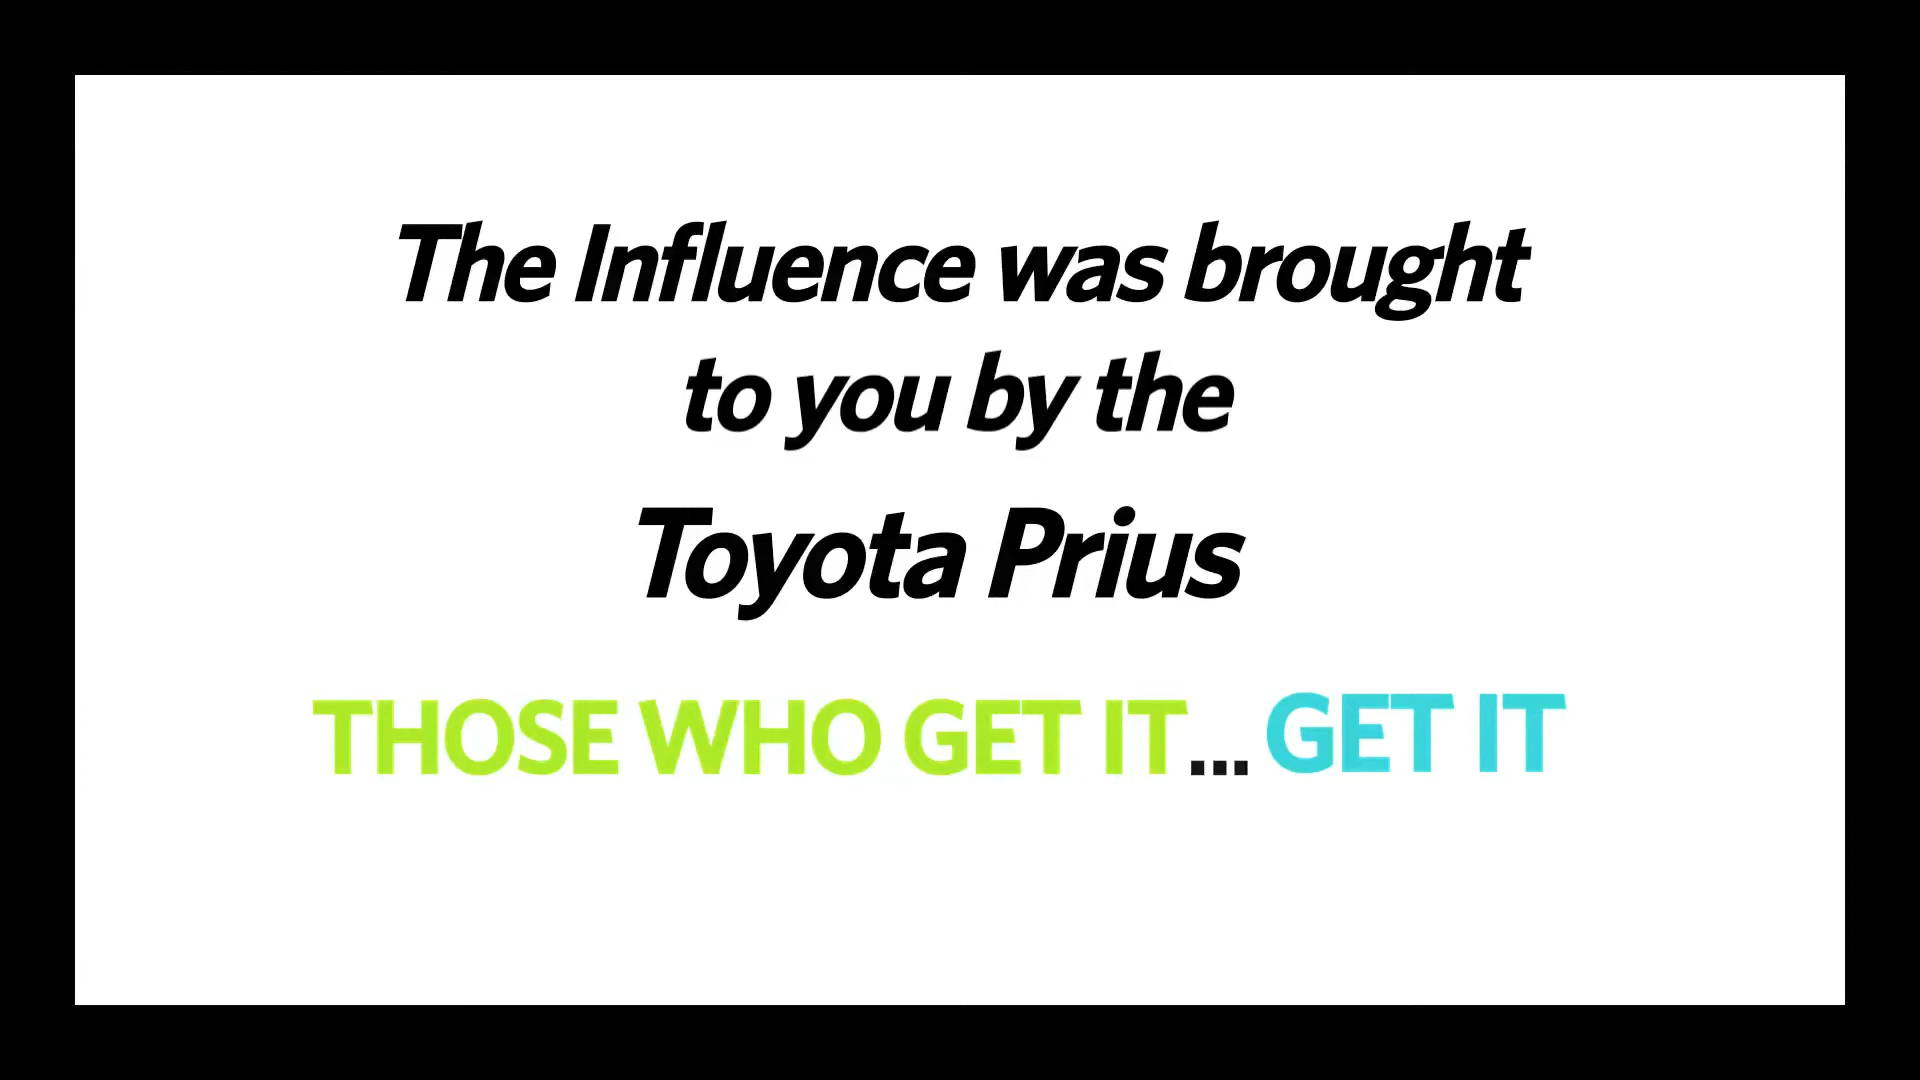 The Influence was brought
to you by the
Toyota Prius
THOSE WHO GET IT... GET IT